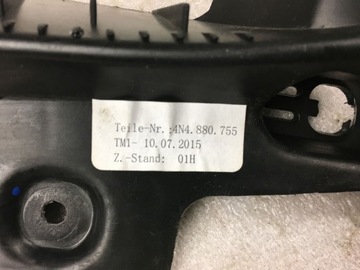 Teile-Nr.:4N4.880.755
TM1- 10.07.2015
Z.-Stand: 01H